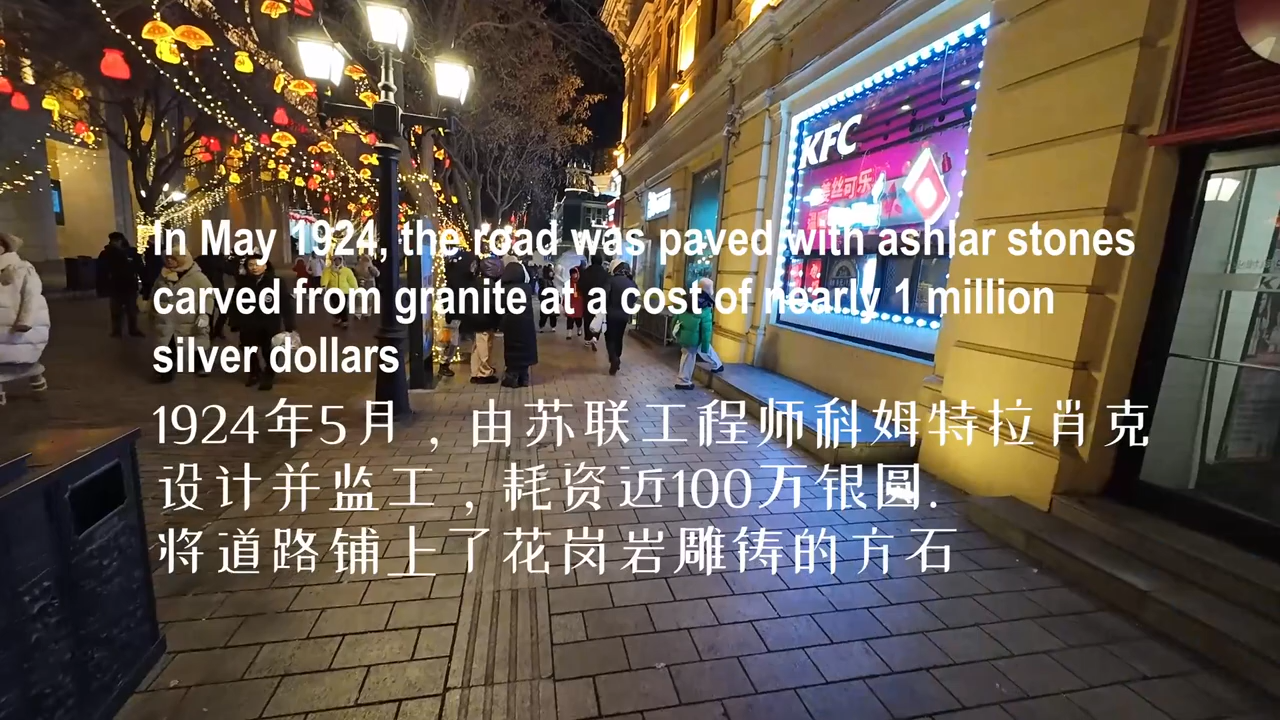 KFC
In May 1924, the road was paved with ashlar stones
carved from granite at a cost of nearly 1 million
silver dollars
1924年5月，由苏联工程师科姆特拉肖克
设计并监工，耗资近100万银圆.
将道路铺上了花岗岩雕铸的方石